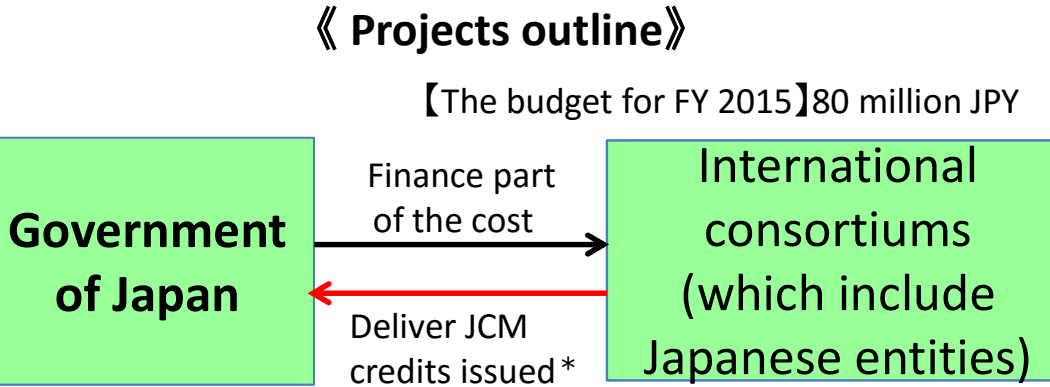 《 Projects outline》
【The budget for FY 2015】80 million JPY
Government
of Japan
Finance part
of the cost
Deliver JCM
credits issued*
International
consortiums
(which include
Japanese entities)